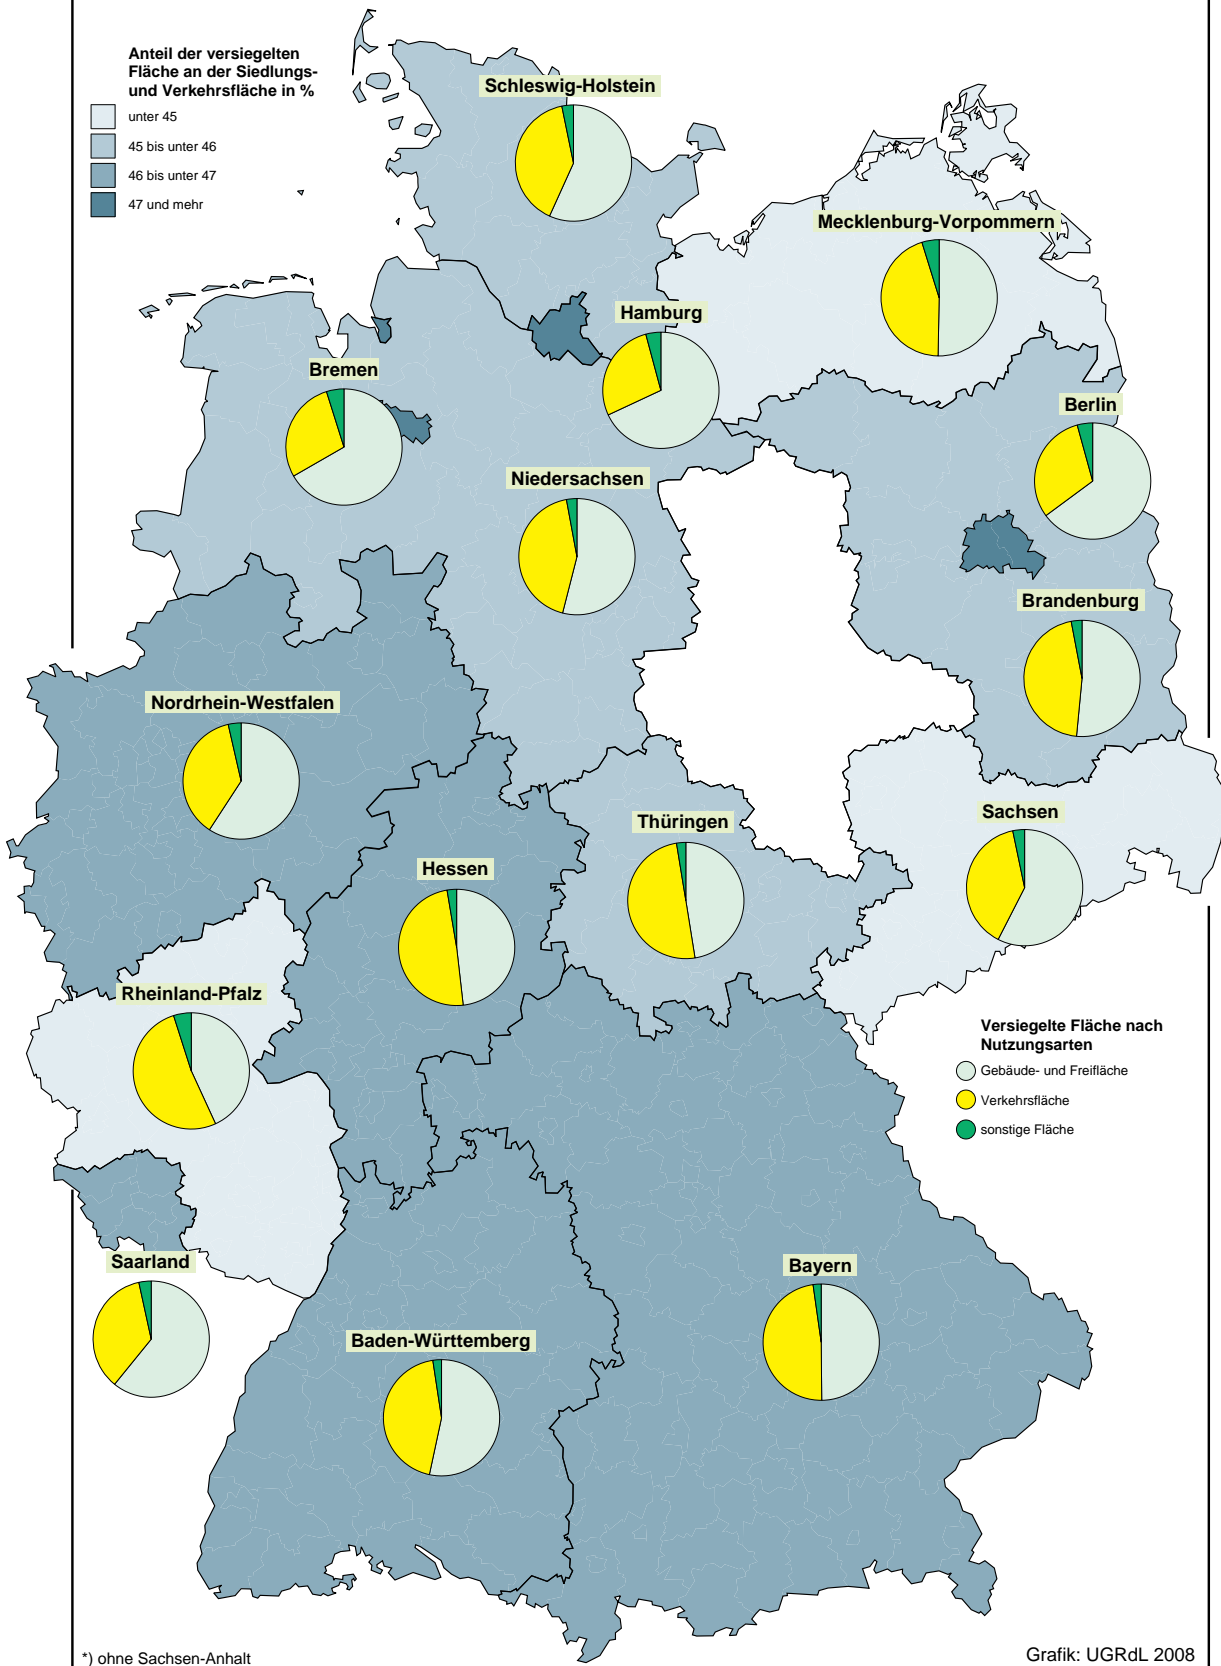 Anteil der versiegelten
Fläche an der Siedlungs-
und Verkehrsfläche in %
unter 45
45 bis unter 46
46 bis unter 47
47 und mehr
Schleswig-Holstein
Mecklenburg-Vorpommern
Hamburg
Bremen
Berlin
Niedersachsen
Brandenburg
Nordrhein-Westfalen
Sachsen
Thüringen
Hessen
Rheinland-Pfalz
Versiegelte Fläche nach
Nutzungsarten
Gebäude- und Freifläche
Verkehrsfläche
sonstige Fläche
Saarland
Bayern
Baden-Württemberg
*) ohne Sachsen-Anhalt
Grafik: UGRdL 2008